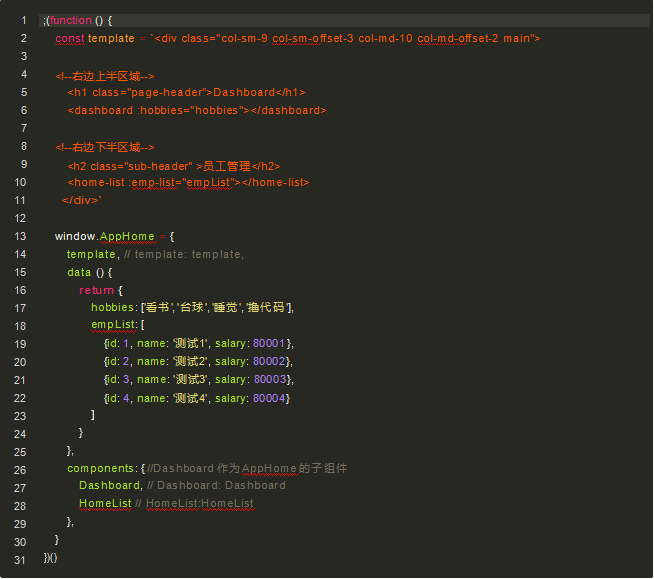 1 ;(function () {
2 const template = `<div class="col-sm-9 col-sm-offset-3 col-md-10 col-md-offset-2 main">
3
4 <!--右边上半区域-->
5 <h1 class="page-header">Dashboard</h1>
6 <dashboard :hobbies="hobbies"></dashboard>
7
8 <!--右边下半区域-->
9 <h2 class="sub-header" >员工管理</h2>
10 <home-list :emp-list="empList"></home-list>
11 </div>`
12
13 window.AppHome = {
14 template, // template: template,
15 data () {
16 return {
17 hobbies: ['看书', '台球', '睡觉', '撸代码'],
18 empList: [
19 {id: 1, name: '测试1', salary: 80001},
20 {id: 2, name: '测试2', salary: 80002},
21 {id: 3, name: '测试3', salary: 80003},
22 {id: 4, name: '测试4', salary: 80004}
23 ]
24 }
25 },
26 components: { //Dashboard 作为 AppHome 的子组件
27 Dashboard, // Dashboard: Dashboard
28 HomeList // HomeList:HomeList
29 },
30 }
31 })()